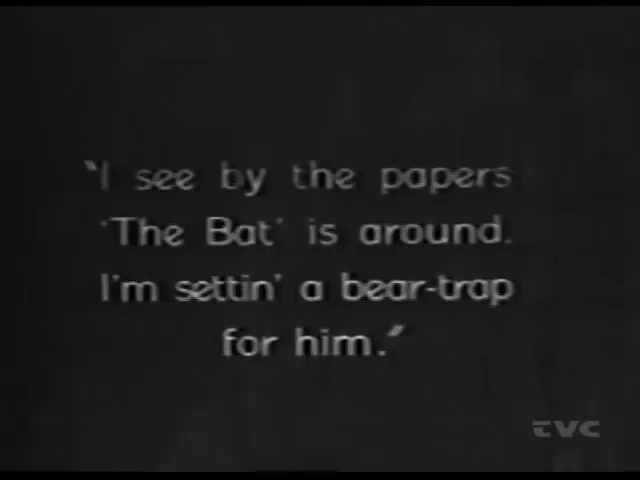 "I see by the papers
'The Bat' is around.
I'm settin' a bear-trap
for him."
TVC